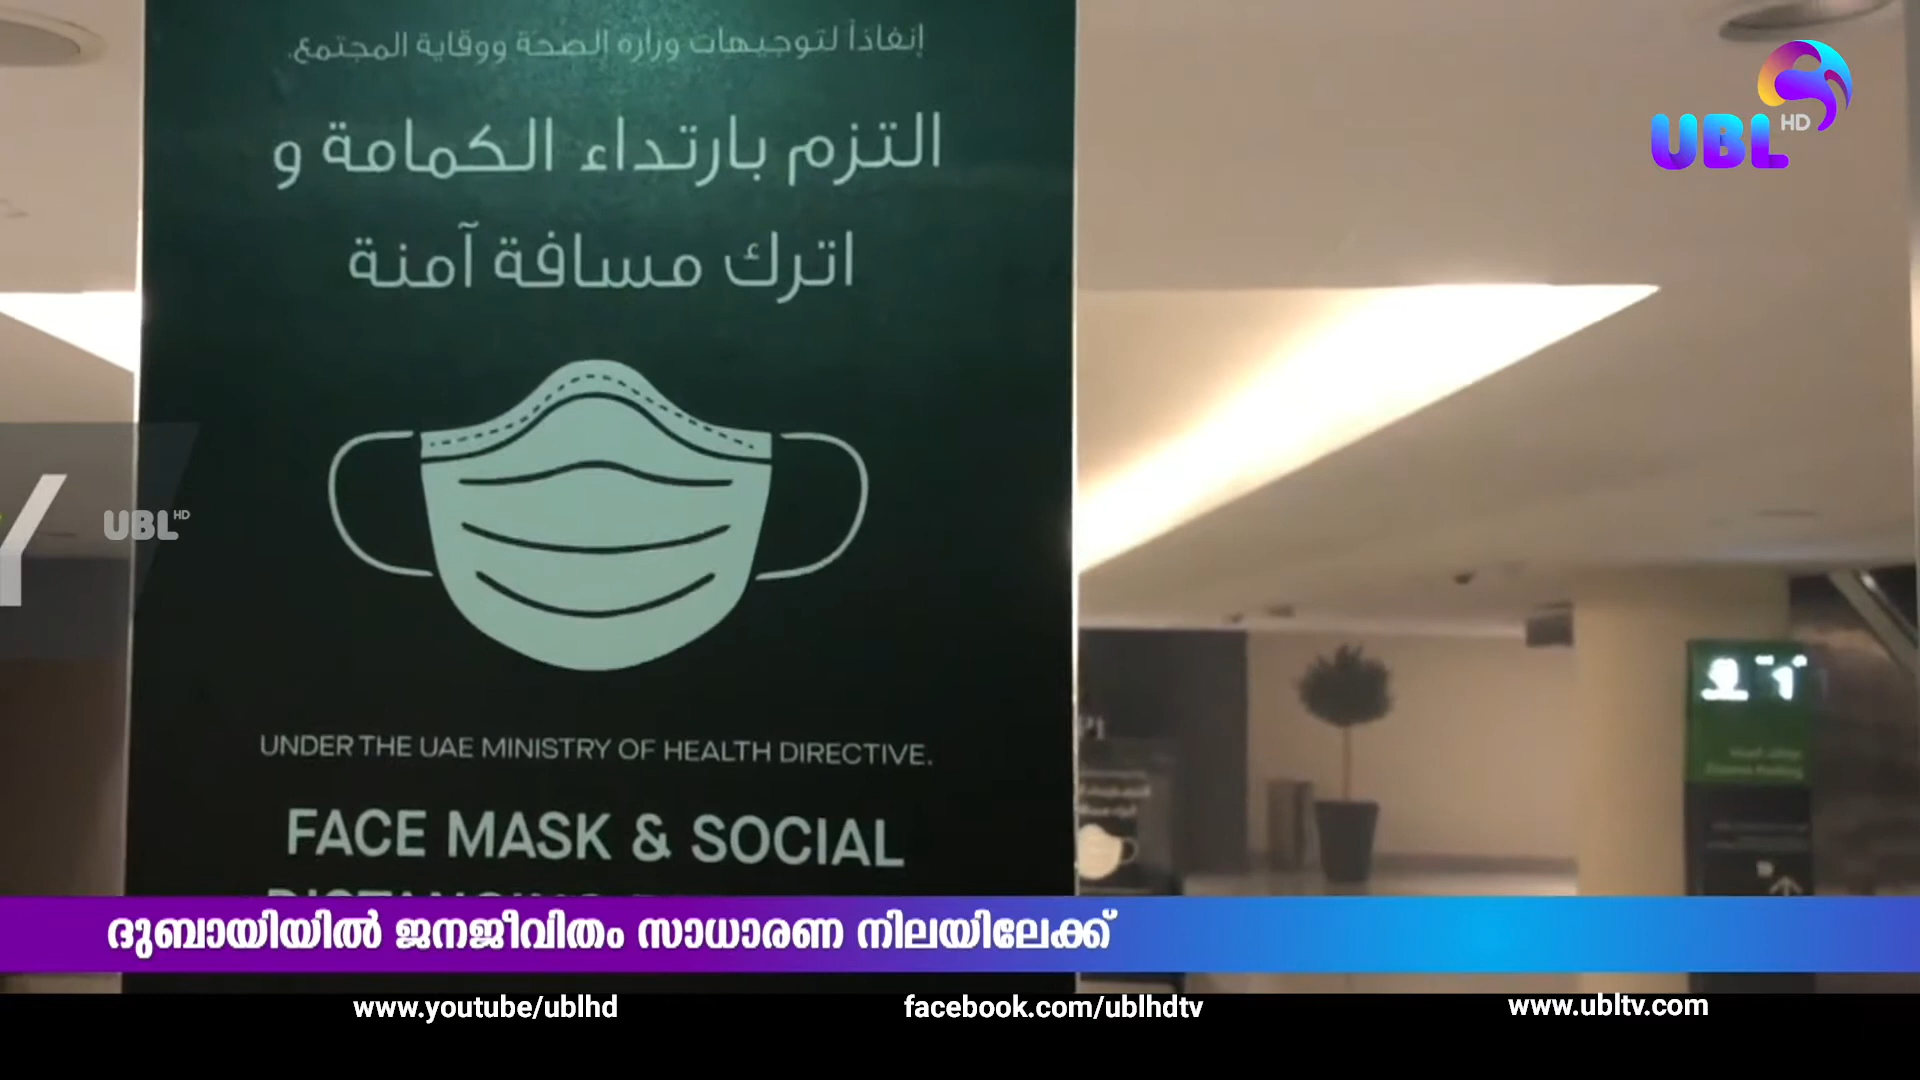 إنفاذاً لتوجيهات وزارة الصحة ووقاية المجتمع.
التزم بارتداء الكمامة و
اترك مسافة آمنة
UBL HD
UBL HD
UNDER THE UAE MINISTRY OF HEALTH DIRECTIVE.
FACE MASK & SOCIAL
ദുബായിയിൽ ജനജീവിതം സാധാരണ നിലയിലേക്ക്
www.youtube/ublhd
facebook.com/ublhdtv
www.ubltv.com